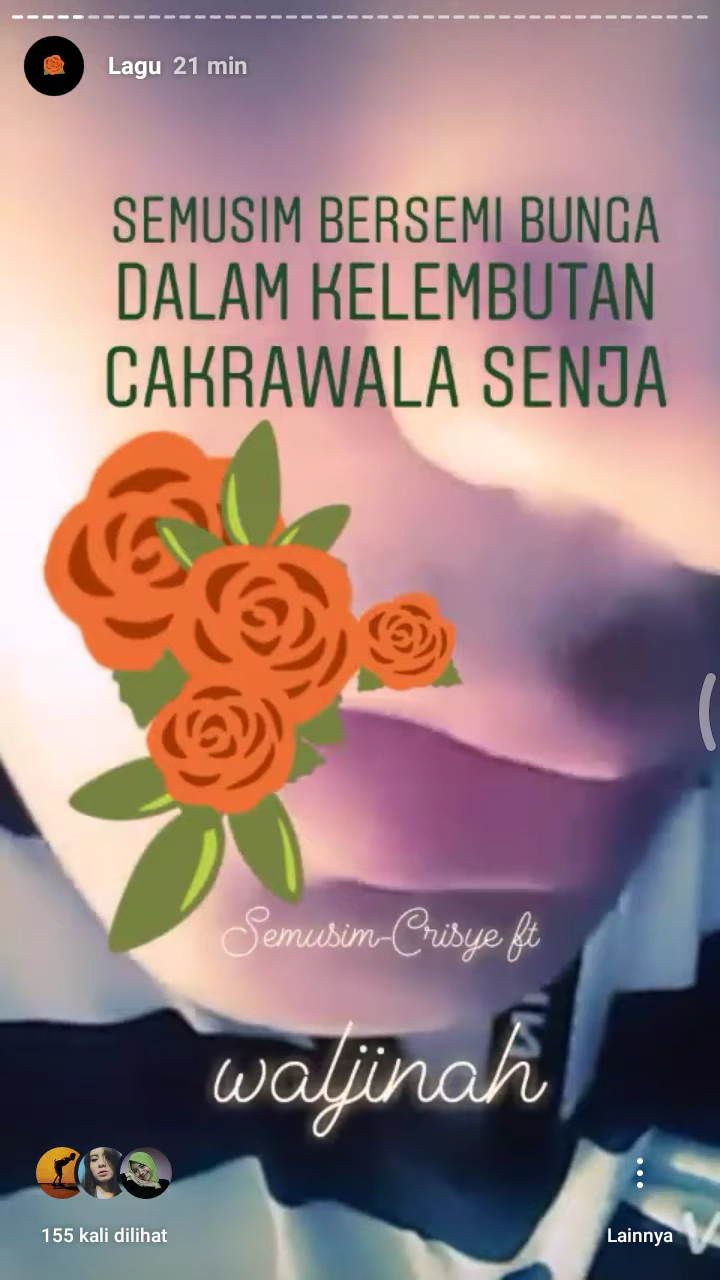 Lagu 21 min
SEMUSIM BERSEMI BUNGA
DALAM KELEMBUTAN
CAKRAWALA SENJA
Semusim-Crisye ft
waljinah
155 kali dilihat
Lainnya